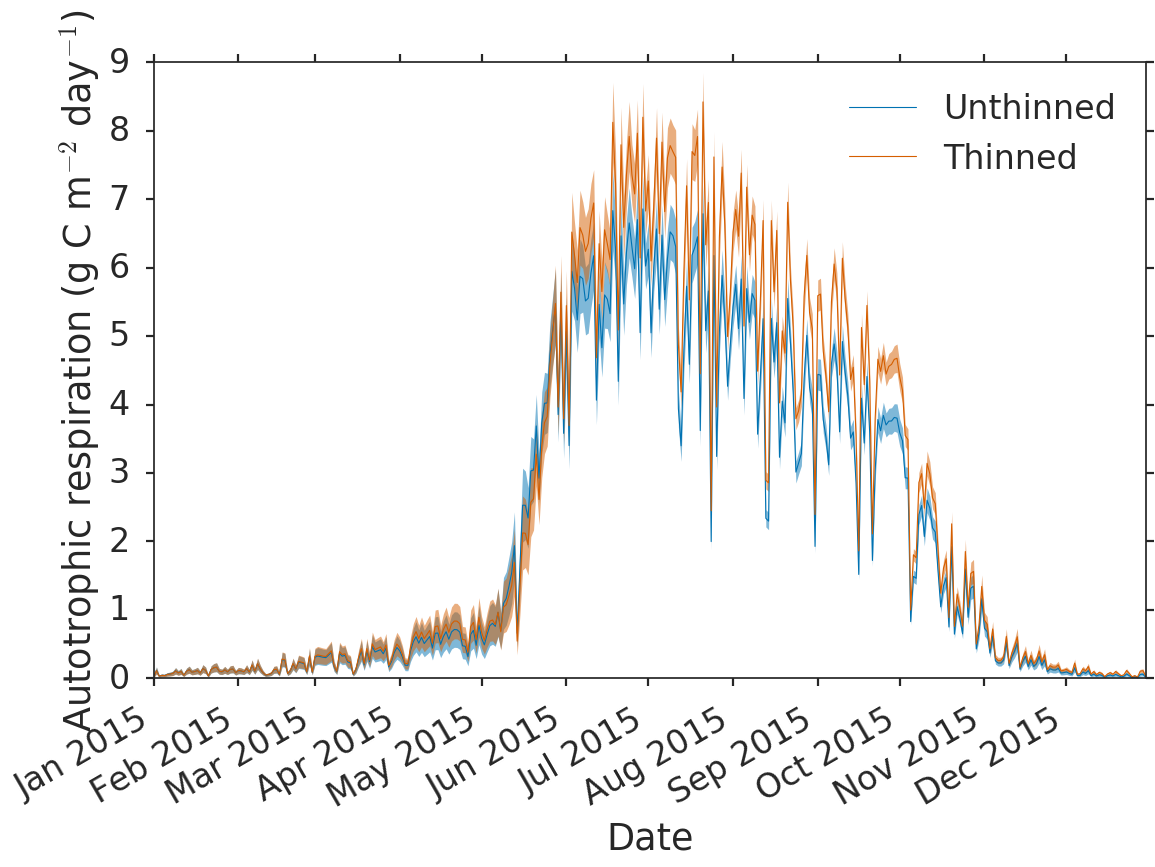 Autotrophic respiration (g C m⁻² day⁻¹)
9
8
7
6
5
4
3
2
1
0
Unthinned
Thinned
Jan 2015
Feb 2015
Mar 2015
Apr 2015
May 2015
Jun 2015
Jul 2015
Aug 2015
Sep 2015
Oct 2015
Nov 2015
Dec 2015
Date